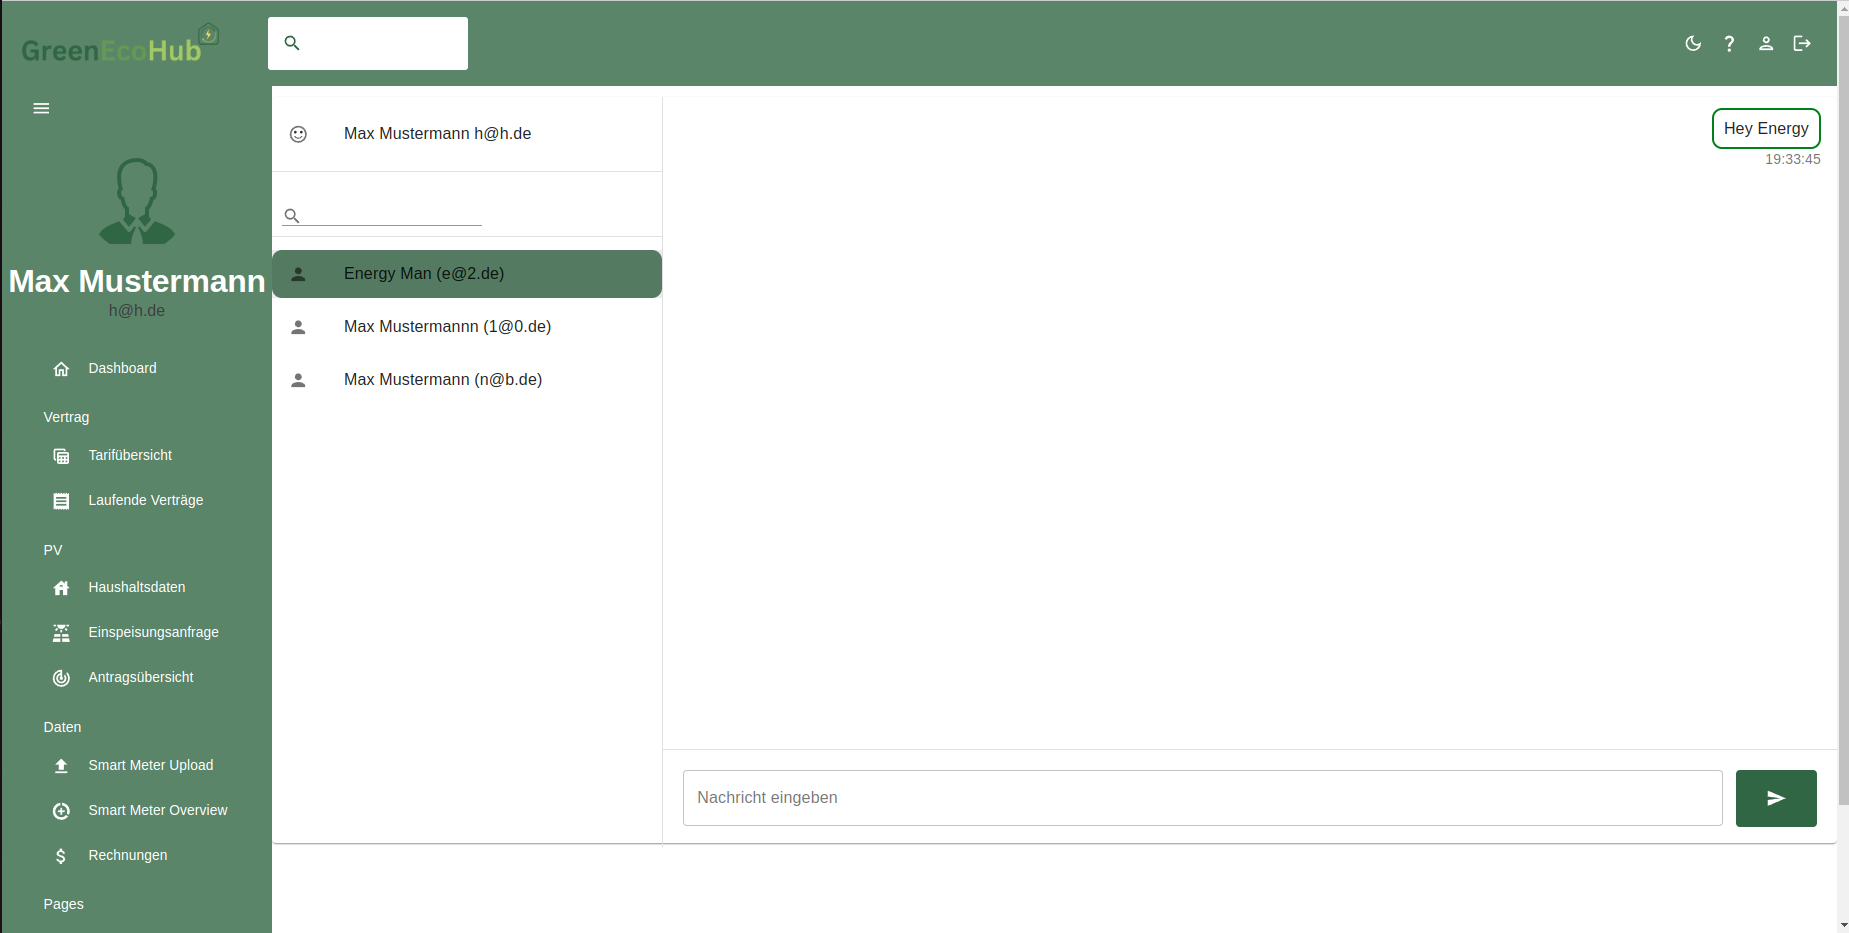 GreenEcoHub
Max Mustermann
h@h.de
Dashboard
Vertrag
Tarifübersicht
Laufende Verträge
PV
Haushaltsdaten
Einspeisungsanfrage
Antragsübersicht
Daten
Smart Meter Upload
Smart Meter Overview
Rechnungen
Pages
Max Mustermann h@h.de
Energy Man (e@2.de)
Max Mustermannn (1@0.de)
Max Mustermann (n@b.de)
Hey Energy
19:33:45
Nachricht eingeben